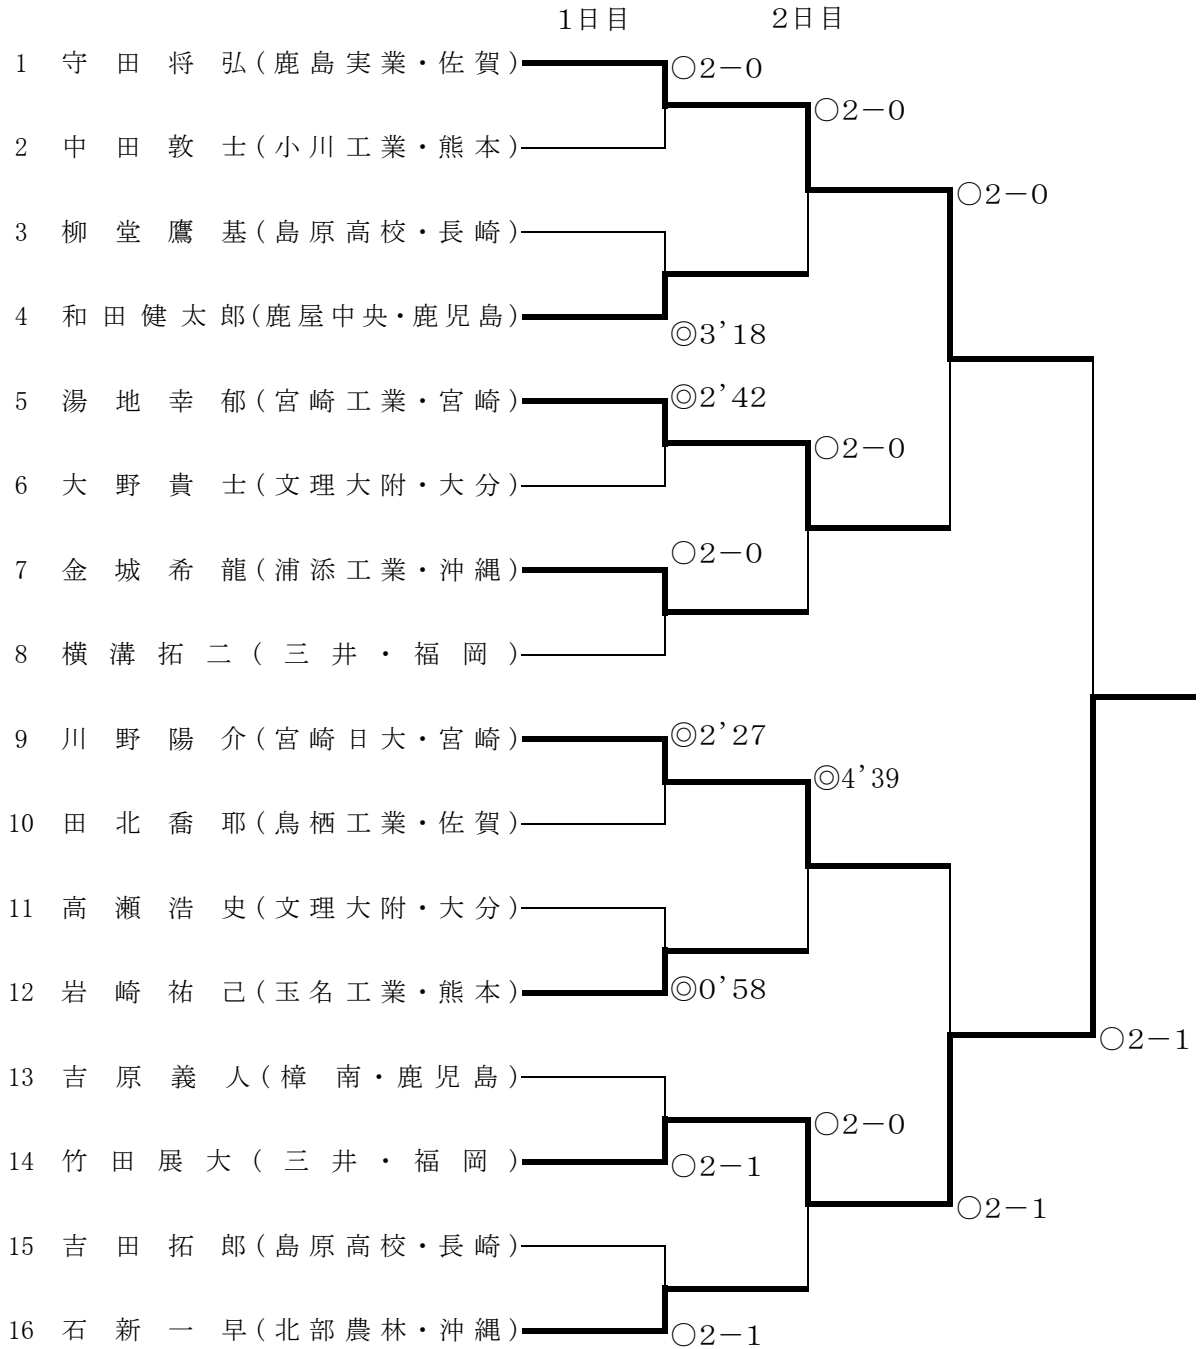 1日目 2日目
1 守田将弘(鹿島実業・佐賀) ○2－0
○2－0
2 中田敦士(小川工業・熊本)
○2－0
3 柳堂鷹基(島原高校・長崎)
4 和田健太郎(鹿屋中央・鹿児島) ◎3’18
5 湯地幸郁(宮崎工業・宮崎) ◎2’42
○2－0
6 大野貴士(文理大附・大分)
○2－0
7 金城希龍(浦添工業・沖縄)
8 横溝拓二(三井・福岡)
9 川野陽介(宮崎日大・宮崎) ◎2’27
◎4’39
10 田北喬耶(鳥栖工業・佐賀)
11 高瀬浩史(文理大附・大分)
12 岩崎祐己(玉名工業・熊本) ◎0’58
○2－1
13 吉原義人(樟南・鹿児島)
○2－0
14 竹田展大(三井・福岡) ○2－1
○2－1
15 吉田拓郎(島原高校・長崎)
16 石新一早(北部農林・沖縄) ○2－1